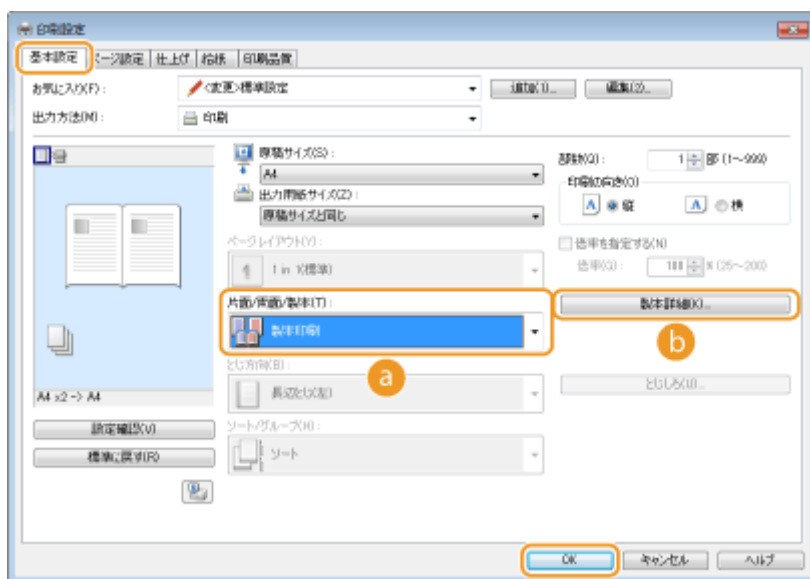 印刷設定
基本設定 ページ設定 仕上げ 給紙 印刷品質
お気に入り(F): <変更>標準設定 追加(1)... 編集(2)...
出力方法(M): 印刷
原稿サイズ(S):
A4
出力用紙サイズ(Z):
原稿サイズと同じ
ページレイアウト(Y):
1 in 1(標準)
片面/両面/製本(T):
製本印刷
a
とじ方向(B):
長辺とじ(左)
ソート/グループ(H):
ソート
部数(Q): 1 部 (1~999)
印刷の向き(O)
A 縦 A 横
倍率を指定する(N)
倍率(G): 100 % (25~200)
製本詳細(K)...
b
とじしろ(U)...
A4 x2 -> A4
設定確認(V)
標準に戻す(R)
OK キャンセル ヘルプ